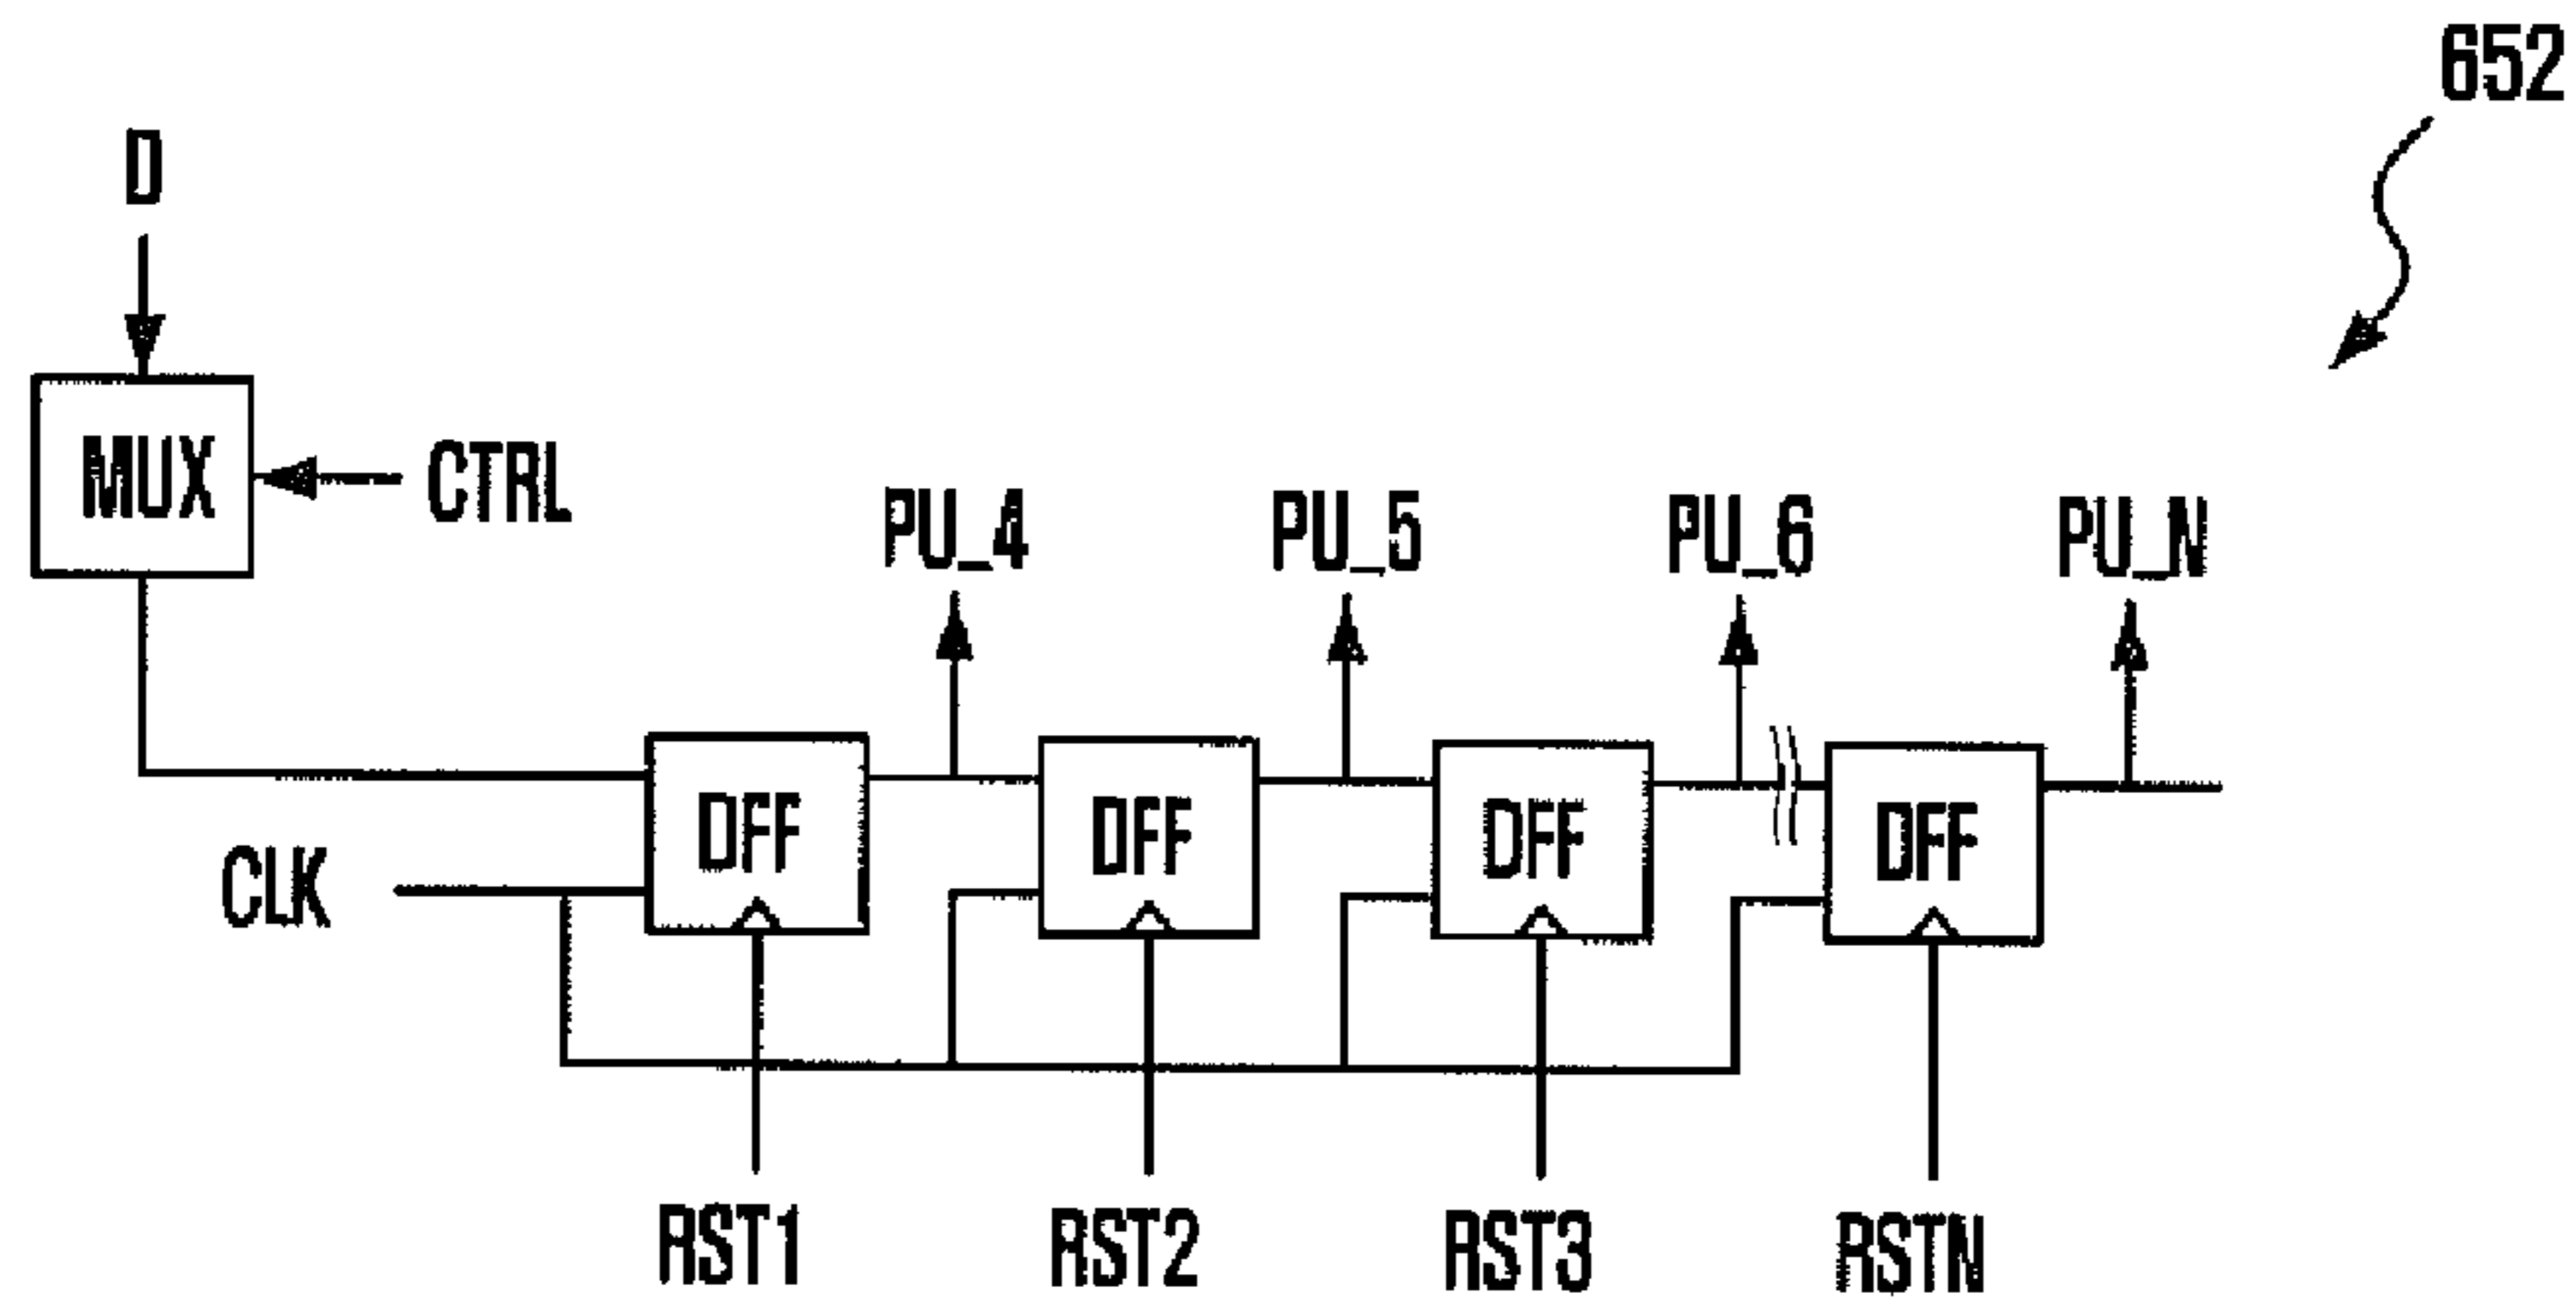 652
D
MUX
CTRL
PU_4
PU_5
PU_6
PU_N
DFF
DFF
DFF
DFF
CLK
RST1
RST2
RST3
RSTN